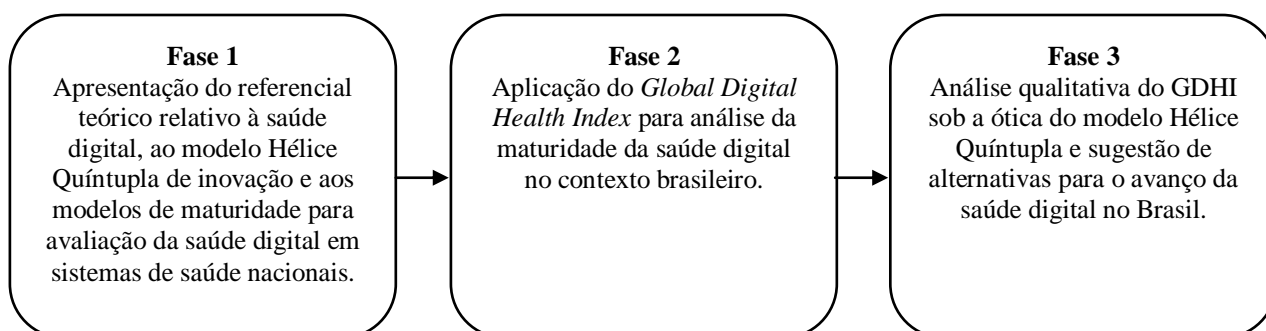 Fase 1
Apresentação do referencial
teórico relativo à saúde
digital, ao modelo Hélice
Quíntupla de inovação e aos
modelos de maturidade para
avaliação da saúde digital em
sistemas de saúde nacionais.
Fase 2
Aplicação do Global Digital
Health Index para análise da
maturidade da saúde digital
no contexto brasileiro.
Fase 3
Análise qualitativa do GDHI
sob a ótica do modelo Hélice
Quíntupla e sugestão de
alternativas para o avanço da
saúde digital no Brasil.